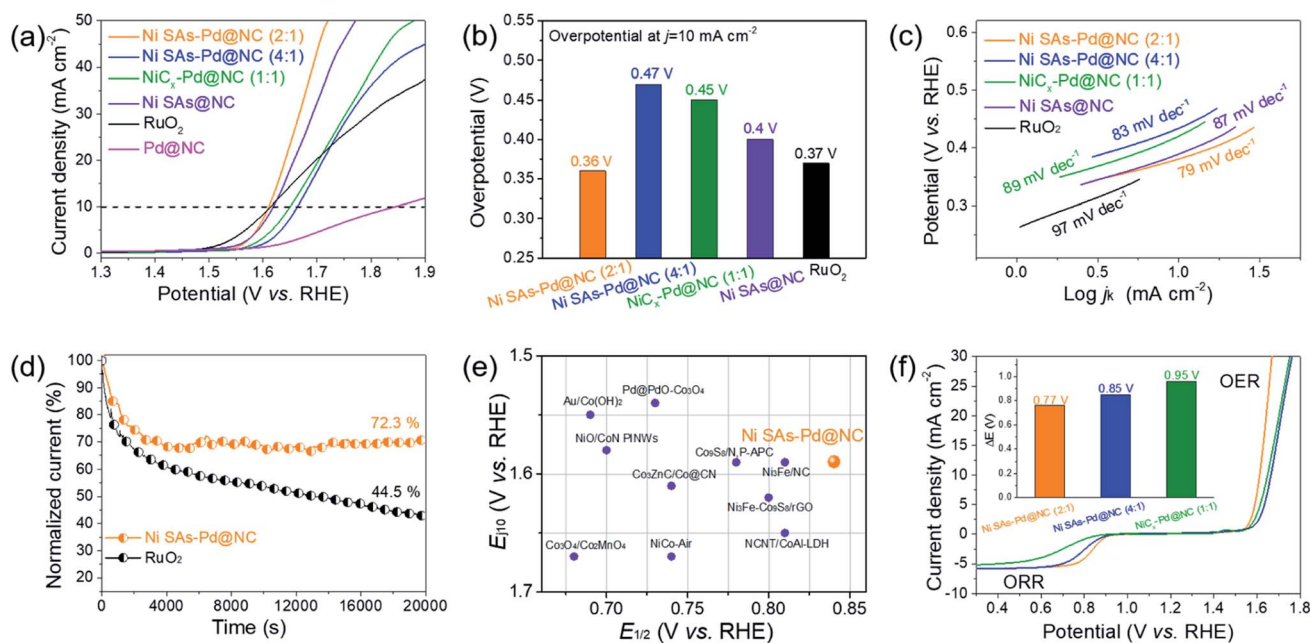 (a)
Ni SAs-Pd@NC (2:1)
Ni SAs-Pd@NC (4:1)
NiCₓ-Pd@NC (1:1)
Ni SAs@NC
RuO₂
Pd@NC
Current density (mA cm⁻²)
50
40
30
20
10
0
1.3 1.4 1.5 1.6 1.7 1.8 1.9
Potential (V vs. RHE)
(b)
Overpotential at j=10 mA cm⁻²
Overpotential (V)
0.50
0.45
0.40
0.35
0.30
0.25
0.36 V
0.47 V
0.45 V
0.4 V
0.37 V
Ni SAs-Pd@NC (2:1)
Ni SAs-Pd@NC (4:1)
NiCₓ-Pd@NC (1:1)
Ni SAs@NC
RuO₂
(c)
Ni SAs-Pd@NC (2:1)
Ni SAs-Pd@NC (4:1)
NiCₓ-Pd@NC (1:1)
Ni SAs@NC
RuO₂
Potential (V vs. RHE)
0.6
0.5
0.4
0.3
83 mV dec⁻¹
87 mV dec⁻¹
89 mV dec⁻¹
79 mV dec⁻¹
97 mV dec⁻¹
0.0 0.5 1.0 1.5
Log jₖ (mA cm⁻²)
(d)
Normalized current (%)
100
90
80
70
60
50
40
30
20
72.3 %
44.5 %
Ni SAs-Pd@NC
RuO₂
0 4000 8000 12000 16000 20000
Time (s)
(e)
Eⱼ₁₀ (V vs. RHE)
1.5
1.6
1.7
Pd@PdO-Co₃O₄
Au/Co(OH)₂
NiO/CoN PINWs
Ni SAs-Pd@NC
Co₉S₈/N,P-APC
Ni₃Fe/NC
Co₃ZnC/Co@CN
Ni₃Fe-Co₉S₈/rGO
Co₃O₄/Co₂MnO₄
NiCo-Air
NCNT/CoAl-LDH
0.70 0.75 0.80 0.85
E₁/₂ (V vs. RHE)
(f)
Current density (mA cm⁻²)
30
25
20
15
10
5
0
-5
-10
ΔE (V)
1.0
0.8
0.6
0.4
0.2
0.0
0.77 V
0.85 V
0.95 V
Ni SAs-Pd@NC (2:1)
Ni SAs-Pd@NC (4:1)
NiCₓ-Pd@NC (1:1)
OER
ORR
0.4 0.6 0.8 1.0 1.2 1.4 1.6 1.8
Potential (V vs. RHE)